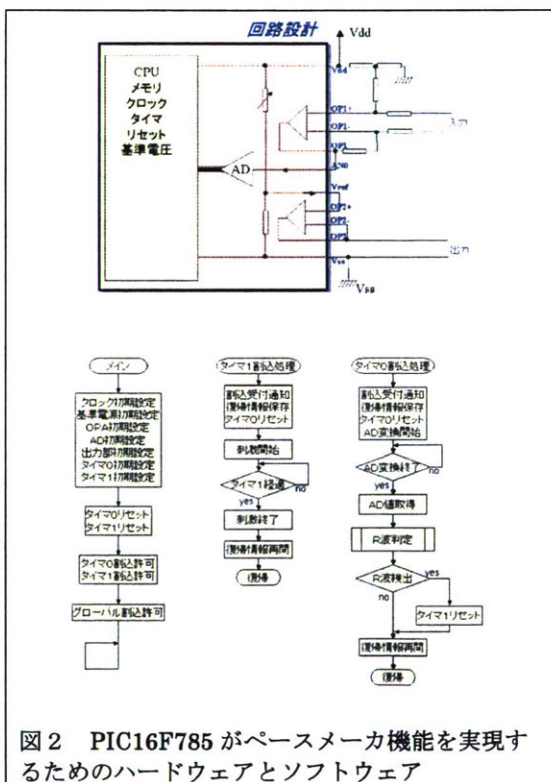 回路設計
Vdd
CPU
メモリ
クロック
タイマ
リセット
基準電圧
AD
Vdd
OP1+
OP1-
OP1
AN0
Vref
OP2+
OP2-
OP2
Vss
入力
出力
Vss
メイン
クロック初期設定
基準電源初期設定
OPA初期設定
AD初期設定
出力部初期設定
タイマ0初期設定
タイマ1初期設定
タイマ0リセット
タイマ1リセット
タイマ0割込許可
タイマ1割込許可
グローバル割込許可
タイマ1割込処理
割込受付通知
復帰情報保存
タイマ0リセット
刺激開始
タイマ1経過
no
yes
刺激終了
復帰情報再開
復帰
タイマ0割込処理
割込受付通知
復帰情報保存
タイマ0リセット
AD変換開始
AD変換終了
no
yes
AD値取得
R波判定
R波検出
yes
no
タイマ1リセット
復帰情報再開
復帰
図2 PIC16F785がペースメーカ機能を実現す
るためのハードウェアとソフトウェア